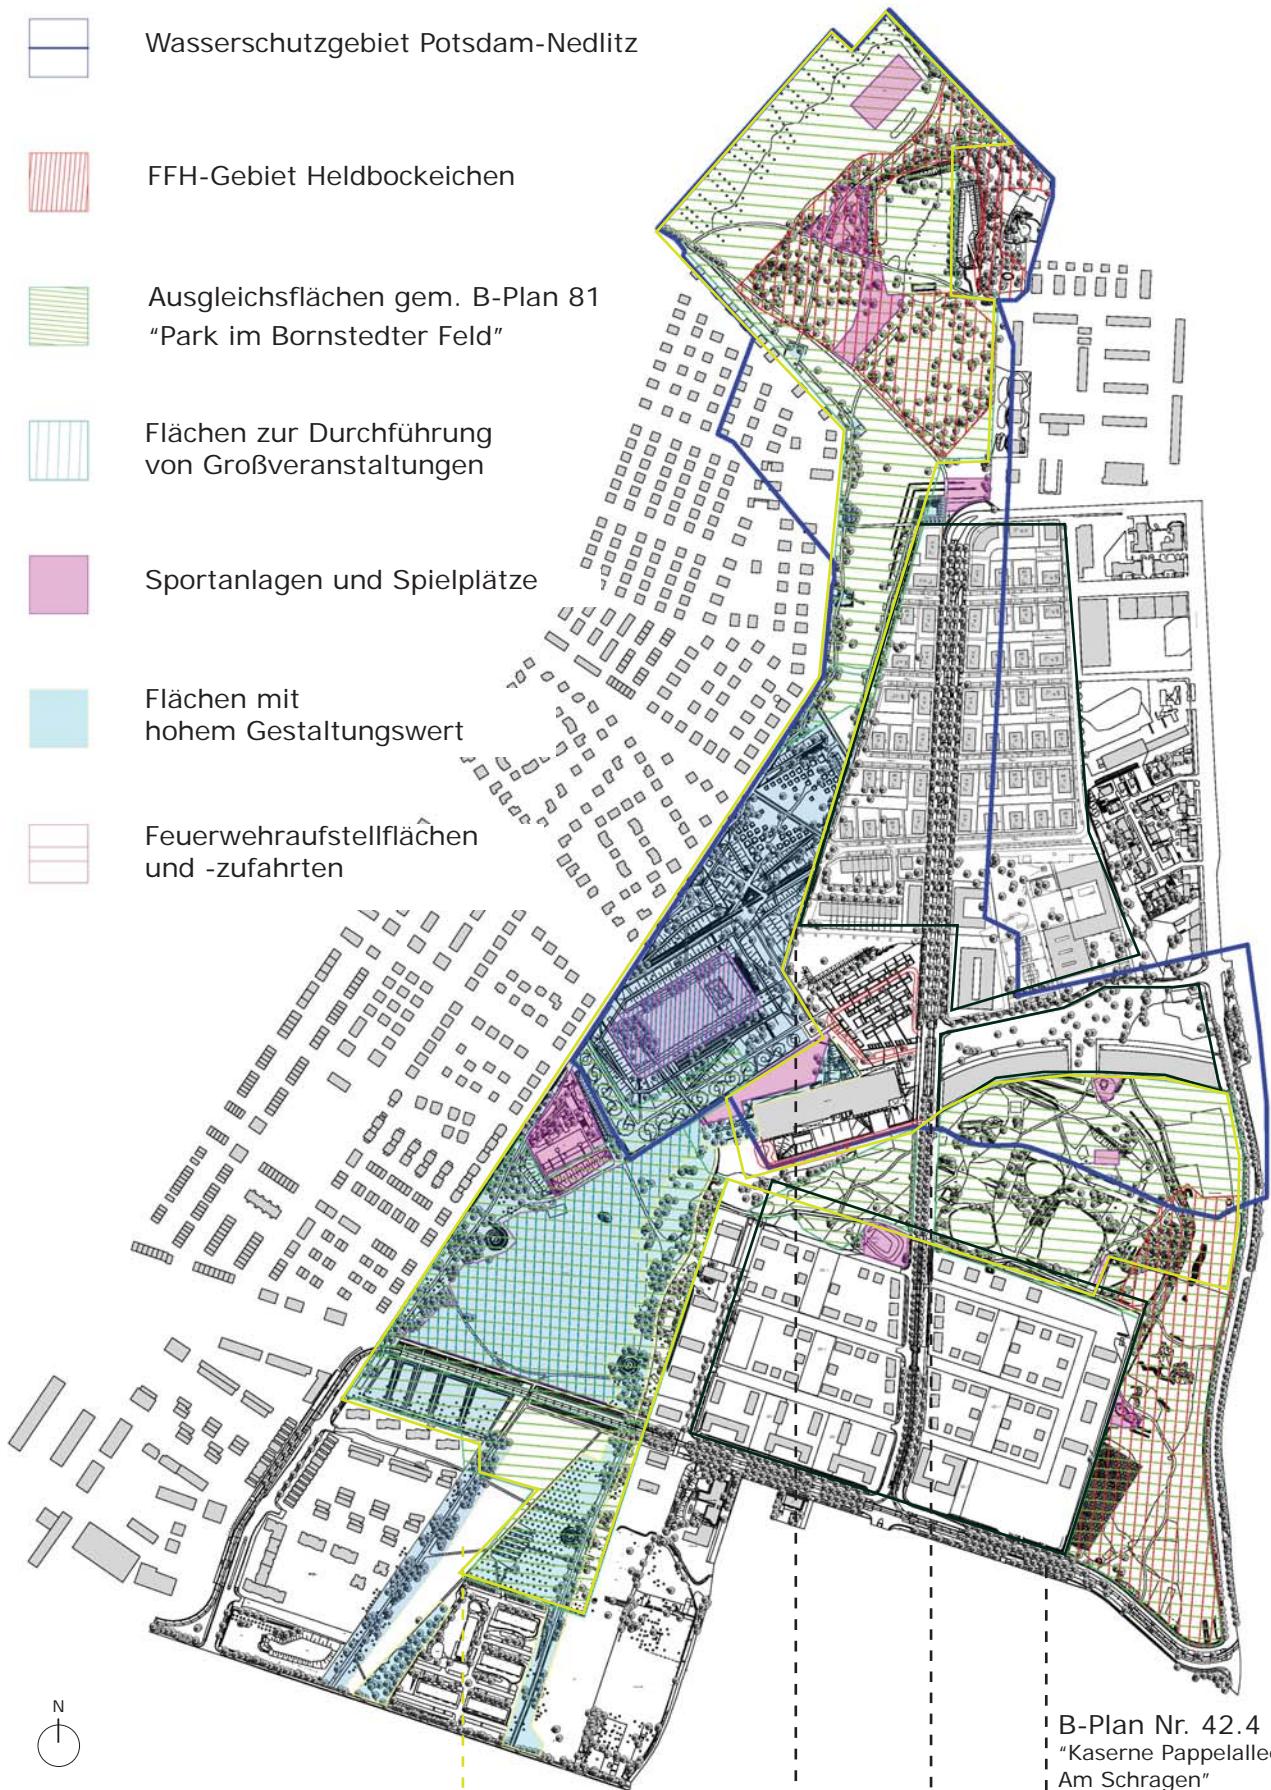 Wasserschutzgebiet Potsdam-Nedlitz
FFH-Gebiet Heldbockeichen
Ausgleichsflächen gem. B-Plan 81
“Park im Bornstedter Feld”
Flächen zur Durchführung
von Großveranstaltungen
Sportanlagen und Spielplätze
Flächen mit
hohem Gestaltungswert
Feuerwehraufstellflächen
und -zufahrten
N
B-Plan Nr. 42.4
“Kaserne Pappelallee
Am Schragen”